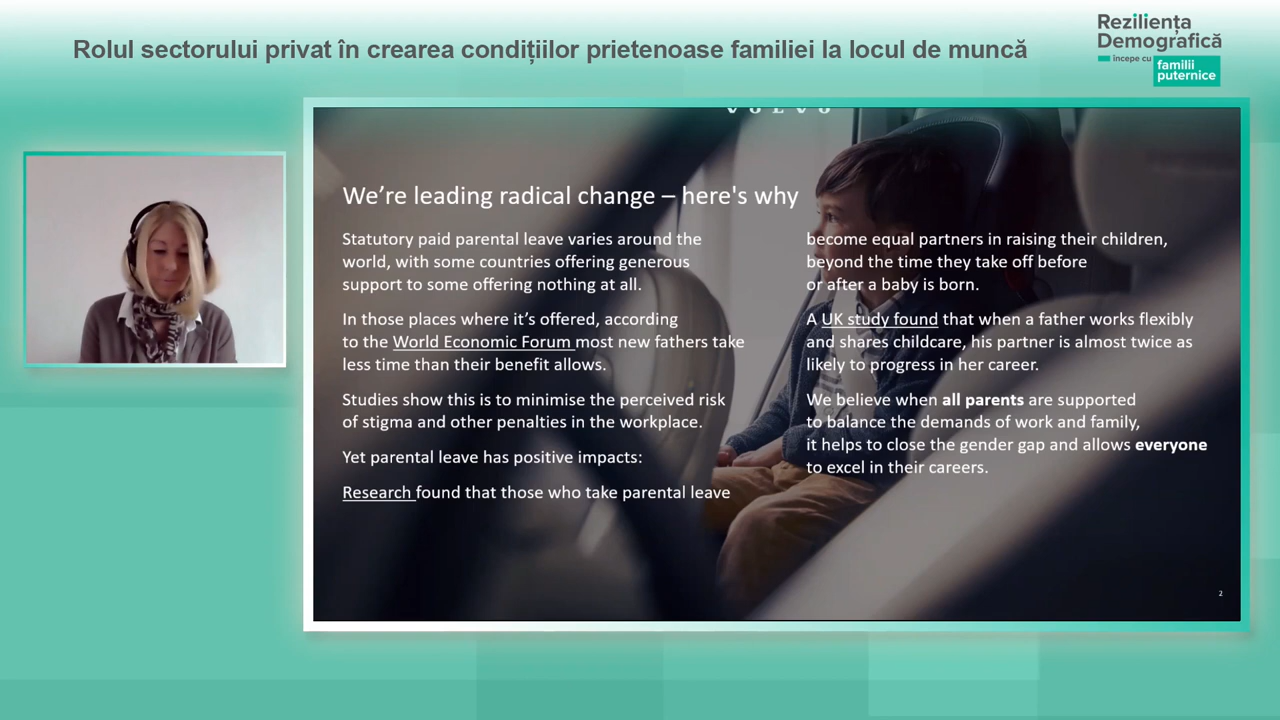 Rolul sectorului privat în crearea condițiilor prietenoase familiei la locul de muncă
Reziliența
Demografică
începe cu
familii
puternice
VOLVO
We're leading radical change – here's why
Statutory paid parental leave varies around the
world, with some countries offering generous
support to some offering nothing at all.
In those places where it's offered, according
to the World Economic Forum most new fathers take
less time than their benefit allows.
Studies show this is to minimise the perceived risk
of stigma and other penalties in the workplace.
Yet parental leave has positive impacts:
Research found that those who take parental leave
become equal partners in raising their children,
beyond the time they take off before
or after a baby is born.
A UK study found that when a father works flexibly
and shares childcare, his partner is almost twice as
likely to progress in her career.
We believe when all parents are supported
to balance the demands of work and family,
it helps to close the gender gap and allows everyone
to excel in their careers.
2